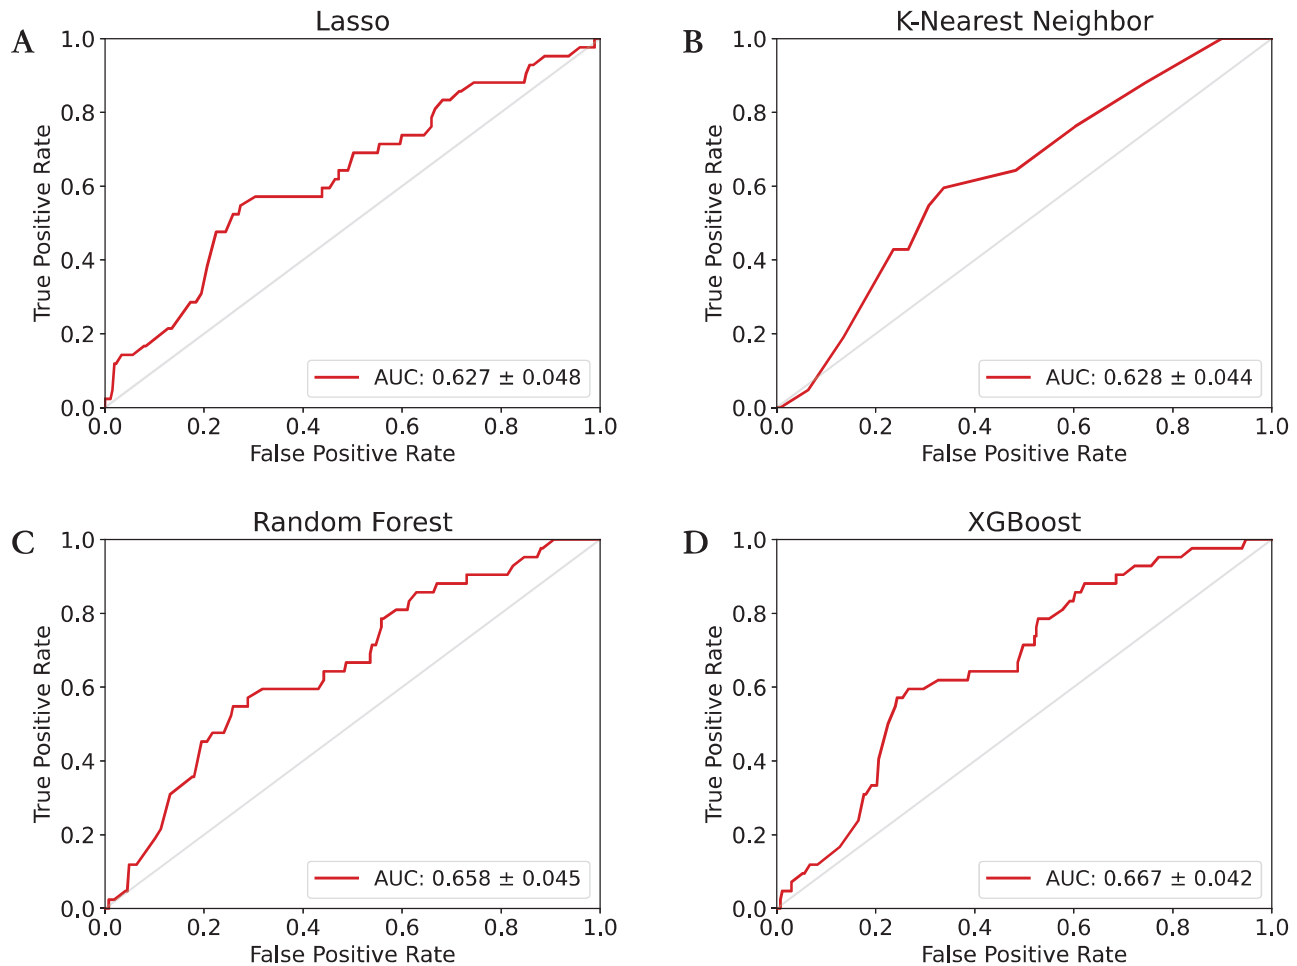 A
Lasso
1.0
0.8
0.6
0.4
0.2
0.0
True Positive Rate
AUC: 0.627 ± 0.048
0.0 0.2 0.4 0.6 0.8 1.0
False Positive Rate
B
K-Nearest Neighbor
1.0
0.8
0.6
0.4
0.2
0.0
True Positive Rate
AUC: 0.628 ± 0.044
0.0 0.2 0.4 0.6 0.8 1.0
False Positive Rate
C
Random Forest
1.0
0.8
0.6
0.4
0.2
0.0
True Positive Rate
AUC: 0.658 ± 0.045
0.0 0.2 0.4 0.6 0.8 1.0
False Positive Rate
D
XGBoost
1.0
0.8
0.6
0.4
0.2
0.0
True Positive Rate
AUC: 0.667 ± 0.042
0.0 0.2 0.4 0.6 0.8 1.0
False Positive Rate